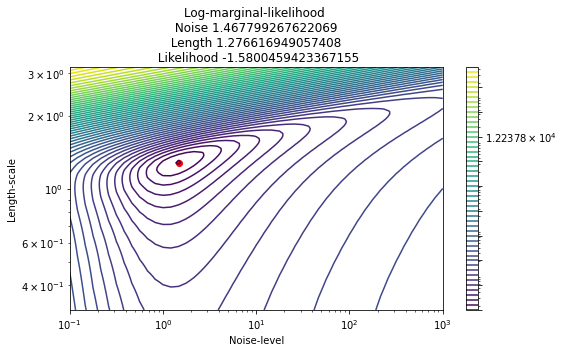 Log-marginal-likelihood
Noise 1.467799267622069
Length 1.276616949057408
Likelihood -1.5800459423367155
3 × 10⁰
2 × 10⁰
10⁰
6 × 10⁻¹
4 × 10⁻¹
Length-scale
10⁻¹ 10⁰ 10¹ 10² 10³
Noise-level
1.22378 × 10⁴